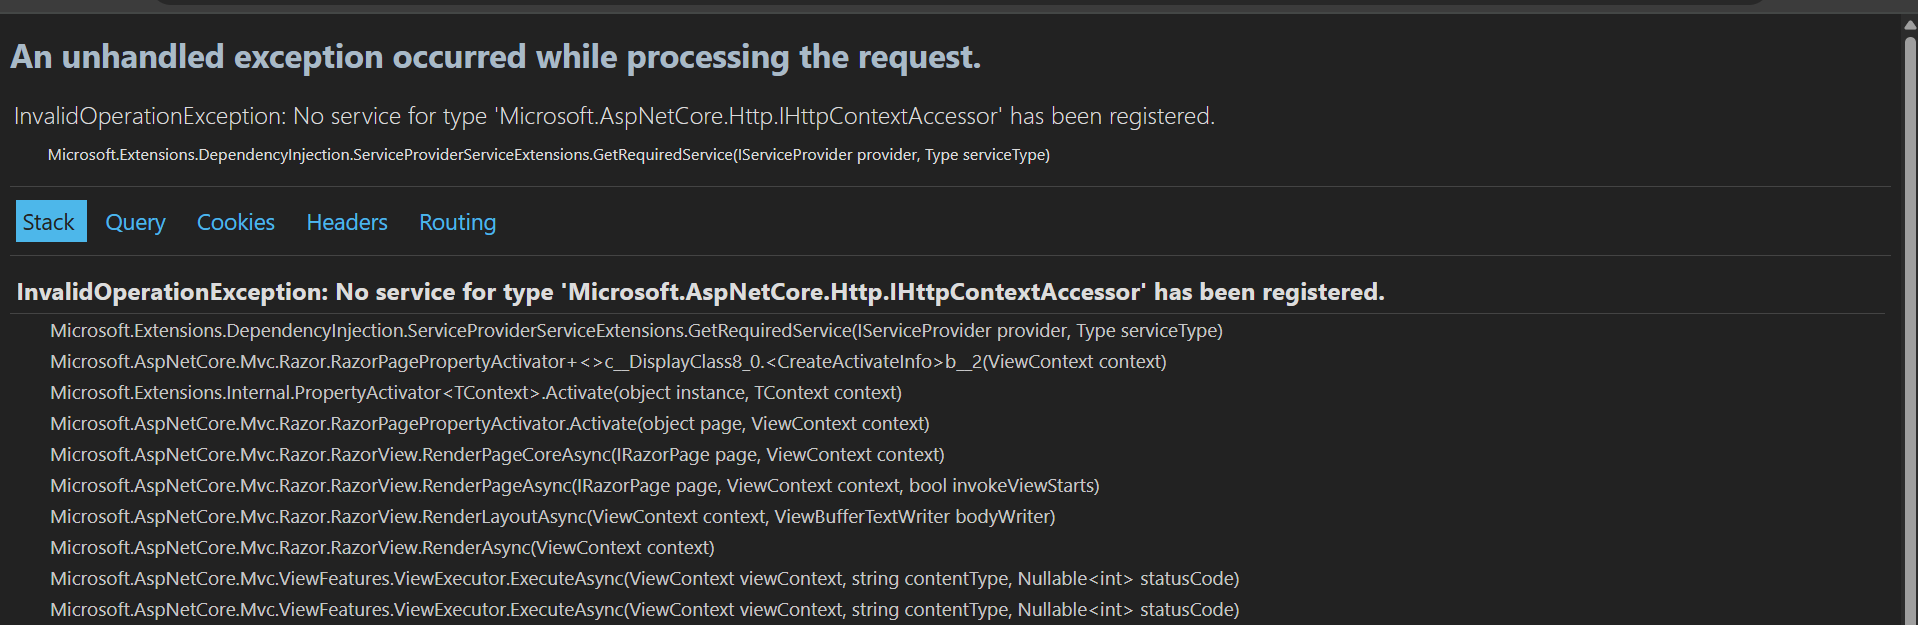 An unhandled exception occurred while processing the request.
InvalidOperationException: No service for type 'Microsoft.AspNetCore.Http.IHttpContextAccessor' has been registered.
Microsoft.Extensions.DependencyInjection.ServiceProviderServiceExtensions.GetRequiredService(IServiceProvider provider, Type serviceType)
Stack Query Cookies Headers Routing
InvalidOperationException: No service for type 'Microsoft.AspNetCore.Http.IHttpContextAccessor' has been registered.
Microsoft.Extensions.DependencyInjection.ServiceProviderServiceExtensions.GetRequiredService(IServiceProvider provider, Type serviceType)
Microsoft.AspNetCore.Mvc.Razor.RazorPagePropertyActivator+<>c__DisplayClass8_0.<CreateActivateInfo>b__2(ViewContext context)
Microsoft.Extensions.Internal.PropertyActivator<TContext>.Activate(object instance, TContext context)
Microsoft.AspNetCore.Mvc.Razor.RazorPagePropertyActivator.Activate(object page, ViewContext context)
Microsoft.AspNetCore.Mvc.Razor.RazorView.RenderPageCoreAsync(IRazorPage page, ViewContext context)
Microsoft.AspNetCore.Mvc.Razor.RazorView.RenderPageAsync(IRazorPage page, ViewContext context, bool invokeViewStarts)
Microsoft.AspNetCore.Mvc.Razor.RazorView.RenderLayoutAsync(ViewContext context, ViewBufferTextWriter bodyWriter)
Microsoft.AspNetCore.Mvc.Razor.RazorView.RenderAsync(ViewContext context)
Microsoft.AspNetCore.Mvc.ViewFeatures.ViewExecutor.ExecuteAsync(ViewContext viewContext, string contentType, Nullable<int> statusCode)
Microsoft.AspNetCore.Mvc.ViewFeatures.ViewExecutor.ExecuteAsync(ViewContext viewContext, string contentType, Nullable<int> statusCode)